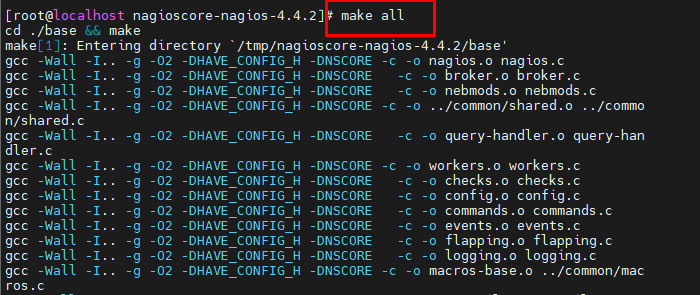 [root@localhost nagioscore-nagios-4.4.2]# make all
cd ./base && make
make[1]: Entering directory `/tmp/nagioscore-nagios-4.4.2/base'
gcc -Wall -I.. -g -O2 -DHAVE_CONFIG_H -DNSCORE -c -o nagios.o nagios.c
gcc -Wall -I.. -g -O2 -DHAVE_CONFIG_H -DNSCORE   -c -o broker.o broker.c
gcc -Wall -I.. -g -O2 -DHAVE_CONFIG_H -DNSCORE   -c -o nebmods.o nebmods.c
gcc -Wall -I.. -g -O2 -DHAVE_CONFIG_H -DNSCORE -c -o ../common/shared.o ../commo
n/shared.c
gcc -Wall -I.. -g -O2 -DHAVE_CONFIG_H -DNSCORE   -c -o query-handler.o query-han
dler.c
gcc -Wall -I.. -g -O2 -DHAVE_CONFIG_H -DNSCORE -c -o workers.o workers.c
gcc -Wall -I.. -g -O2 -DHAVE_CONFIG_H -DNSCORE   -c -o checks.o checks.c
gcc -Wall -I.. -g -O2 -DHAVE_CONFIG_H -DNSCORE   -c -o config.o config.c
gcc -Wall -I.. -g -O2 -DHAVE_CONFIG_H -DNSCORE   -c -o commands.o commands.c
gcc -Wall -I.. -g -O2 -DHAVE_CONFIG_H -DNSCORE   -c -o events.o events.c
gcc -Wall -I.. -g -O2 -DHAVE_CONFIG_H -DNSCORE   -c -o flapping.o flapping.c
gcc -Wall -I.. -g -O2 -DHAVE_CONFIG_H -DNSCORE   -c -o logging.o logging.c
gcc -Wall -I.. -g -O2 -DHAVE_CONFIG_H -DNSCORE -c -o macros-base.o ../common/mac
ros.c